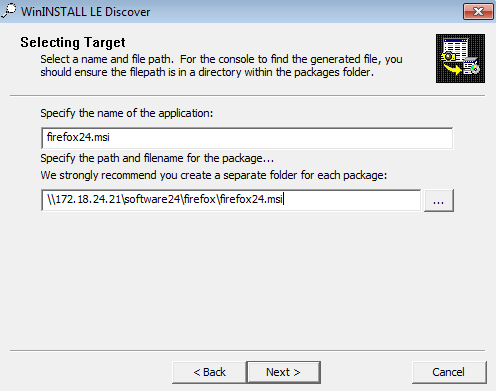 WinINSTALL LE Discover
Selecting Target
Select a name and file path. For the console to find the generated file, you
should ensure the filepath is in a directory within the packages folder.
Specify the name of the application:
firefox24.msi
Specify the path and filename for the package...
We strongly recommend you create a separate folder for each package:
\\172.18.24.21\software24\firefox\firefox24.msi
...
< Back
Next >
Cancel